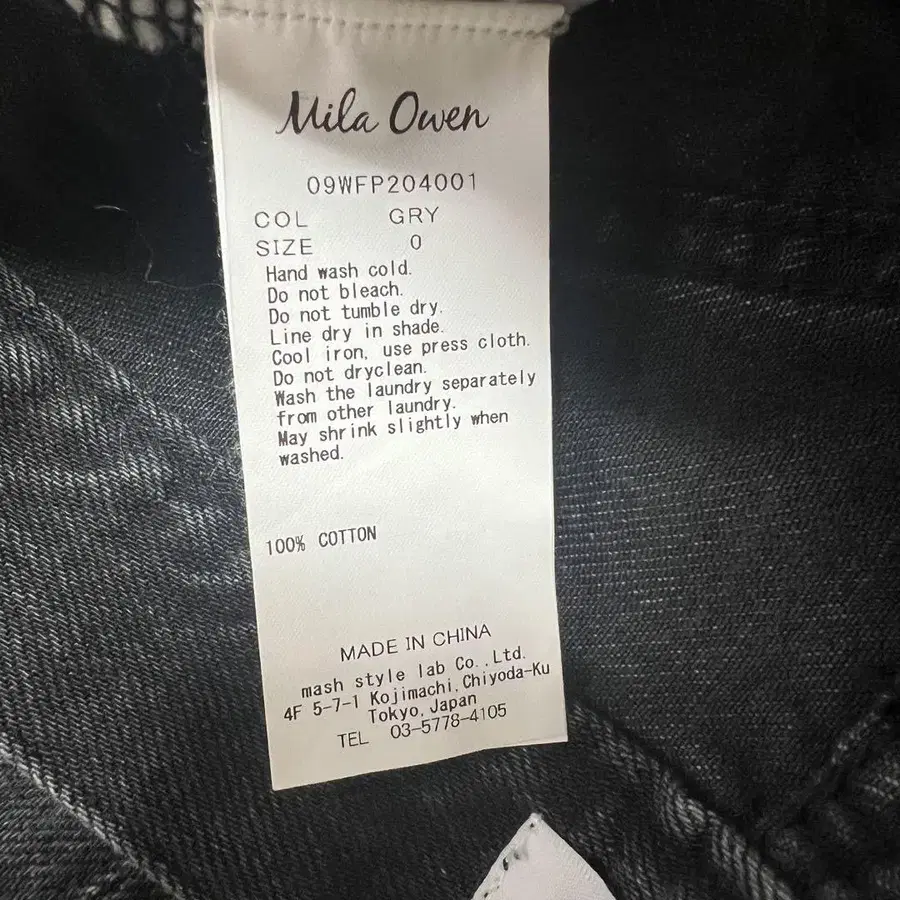 Mila Owen
09WFP204001
COL GRY
SIZE 0
Hand wash cold.
Do not bleach.
Do not tumble dry.
Line dry in shade.
Cool iron, use press cloth.
Do not dryclean.
Wash the laundry separately
from other laundry.
May shrink slightly when
washed.
100% COTTON
MADE IN CHINA
mash style lab Co.,Ltd.
4F 5-7-1 Kojimachi,Chiyoda-Ku
Tokyo,Japan
TEL 03-5778-4105